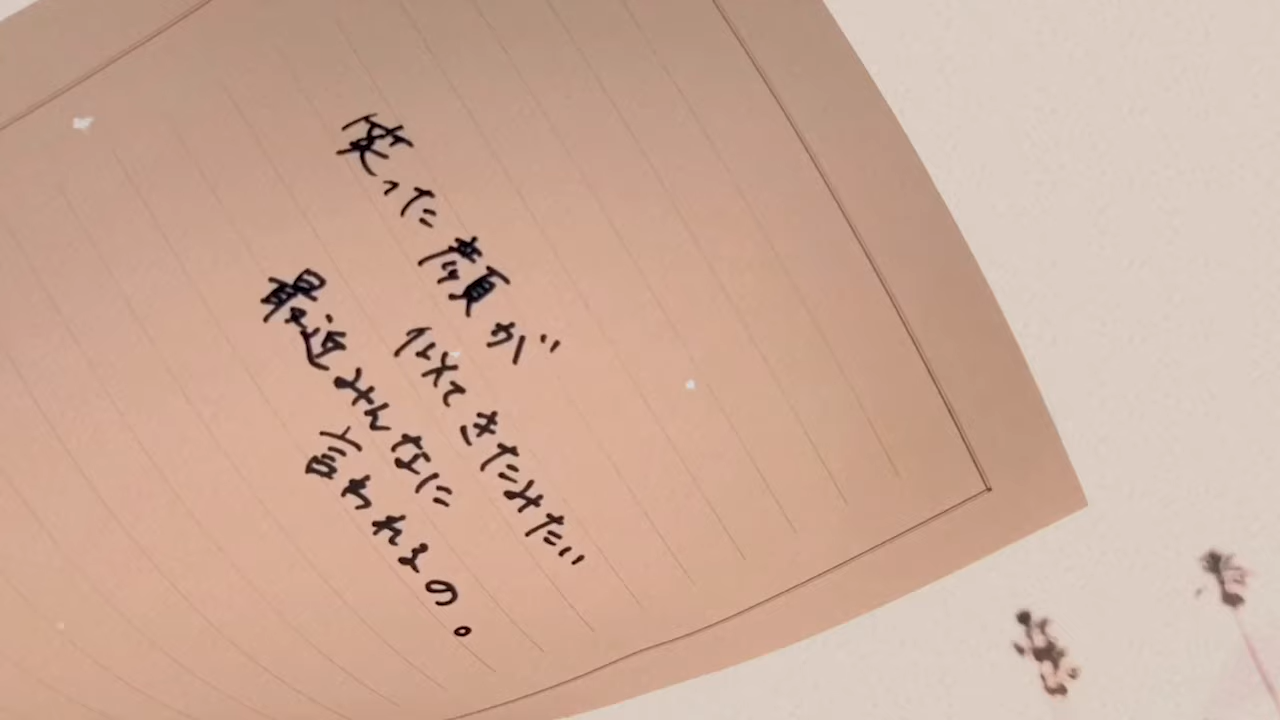 笑った顔が
似てきたみたい
最近みんなに
言われるの。